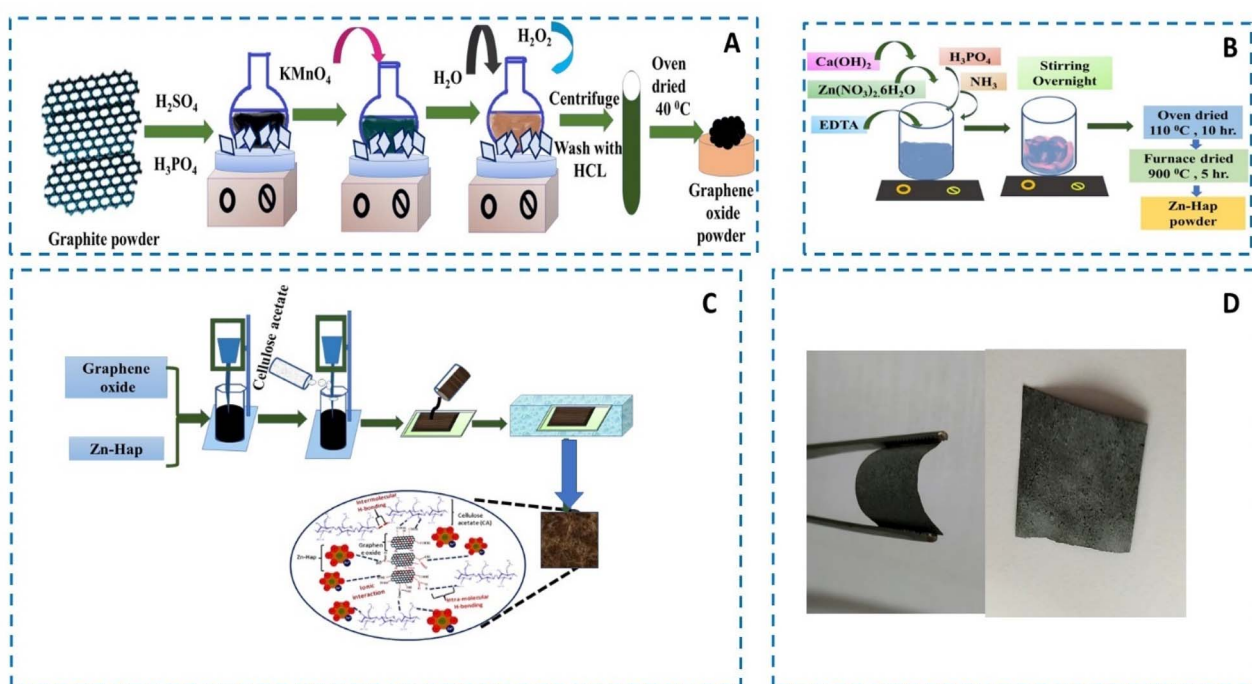 A
H₂SO₄
H₃PO₄
Graphite powder
KMnO₄
H₂O
H₂O₂
Centrifuge
Wash with
HCL
Oven
dried
40 ⁰C
Graphene
oxide
powder
B
Ca(OH)₂
Zn(NO₃)₂.6H₂O
EDTA
H₃PO₄
NH₃
Stirring
Overnight
Oven dried
110 ⁰C , 10 hr.
Furnace dried
900 ⁰C , 5 hr.
Zn-Hap
powder
C
Graphene
oxide
Zn-Hap
Cellulose acetate
Intermolecular
H-bonding
Cellulose
acetate (CA)
Graphen
e oxide
Zn-Hap
Ionic
interaction
Intra-molecular
H-bonding
D